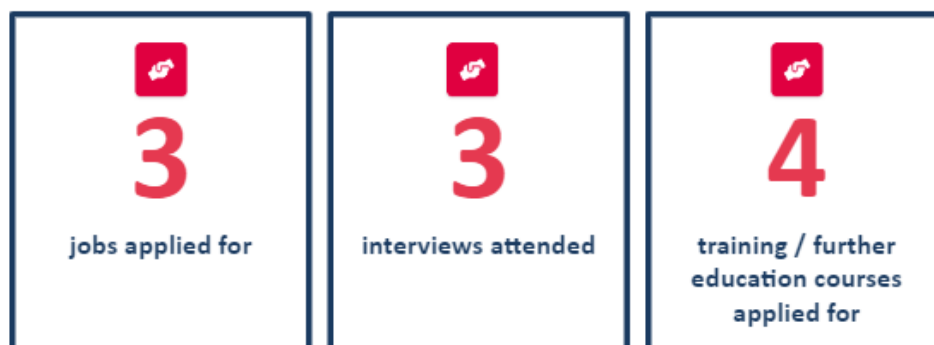 3
jobs applied for
3
interviews attended
4
training / further
education courses
applied for